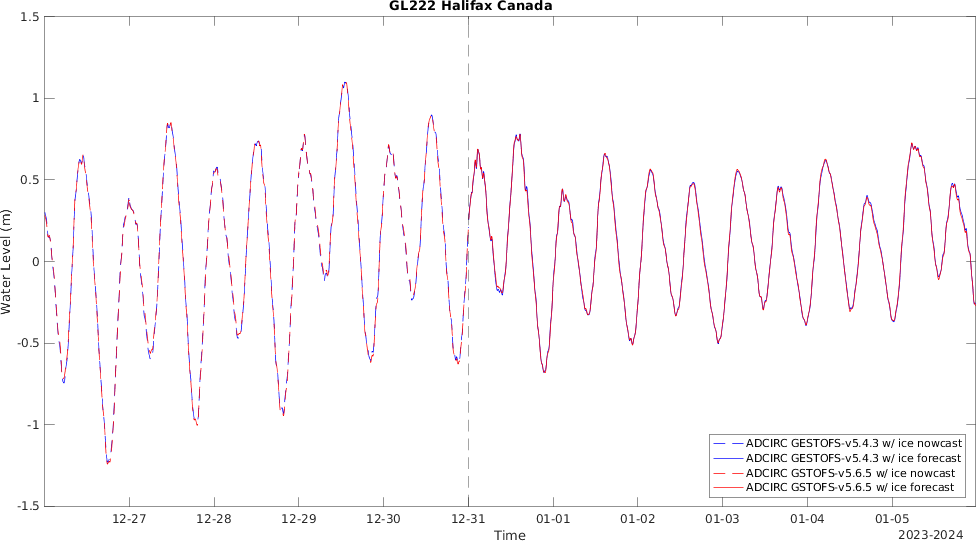 GL222 Halifax Canada
1.5
1
0.5
0
-0.5
-1
-1.5
Water Level (m)
12-27
12-28
12-29
12-30
12-31
01-01
01-02
01-03
01-04
01-05
Time
2023-2024
ADCIRC GESTOFS-v5.4.3 w/ ice nowcast
ADCIRC GESTOFS-v5.4.3 w/ ice forecast
ADCIRC GSTOFS-v5.6.5 w/ ice nowcast
ADCIRC GSTOFS-v5.6.5 w/ ice forecast